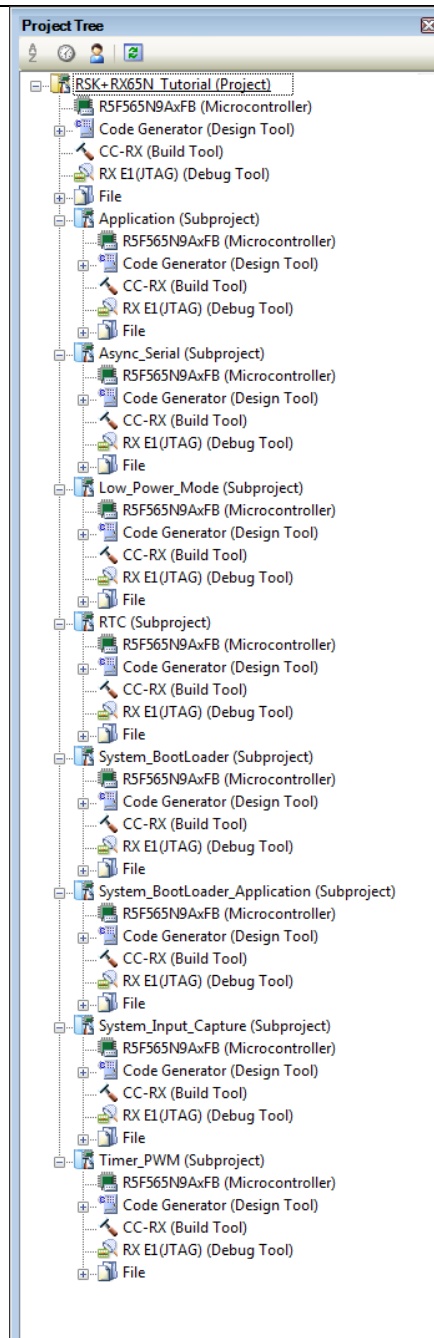 Project Tree
RSK+RX65N_Tutorial (Project)
R5F565N9AxFB (Microcontroller)
Code Generator (Design Tool)
CC-RX (Build Tool)
RX E1(JTAG) (Debug Tool)
File
Application (Subproject)
R5F565N9AxFB (Microcontroller)
Code Generator (Design Tool)
CC-RX (Build Tool)
RX E1(JTAG) (Debug Tool)
File
Async_Serial (Subproject)
R5F565N9AxFB (Microcontroller)
Code Generator (Design Tool)
CC-RX (Build Tool)
RX E1(JTAG) (Debug Tool)
File
Low_Power_Mode (Subproject)
R5F565N9AxFB (Microcontroller)
Code Generator (Design Tool)
CC-RX (Build Tool)
RX E1(JTAG) (Debug Tool)
File
RTC (Subproject)
R5F565N9AxFB (Microcontroller)
Code Generator (Design Tool)
CC-RX (Build Tool)
RX E1(JTAG) (Debug Tool)
File
System_BootLoader (Subproject)
R5F565N9AxFB (Microcontroller)
Code Generator (Design Tool)
CC-RX (Build Tool)
RX E1(JTAG) (Debug Tool)
File
System_BootLoader_Application (Subproject)
R5F565N9AxFB (Microcontroller)
Code Generator (Design Tool)
CC-RX (Build Tool)
RX E1(JTAG) (Debug Tool)
File
System_Input_Capture (Subproject)
R5F565N9AxFB (Microcontroller)
Code Generator (Design Tool)
CC-RX (Build Tool)
RX E1(JTAG) (Debug Tool)
File
Timer_PWM (Subproject)
R5F565N9AxFB (Microcontroller)
Code Generator (Design Tool)
CC-RX (Build Tool)
RX E1(JTAG) (Debug Tool)
File